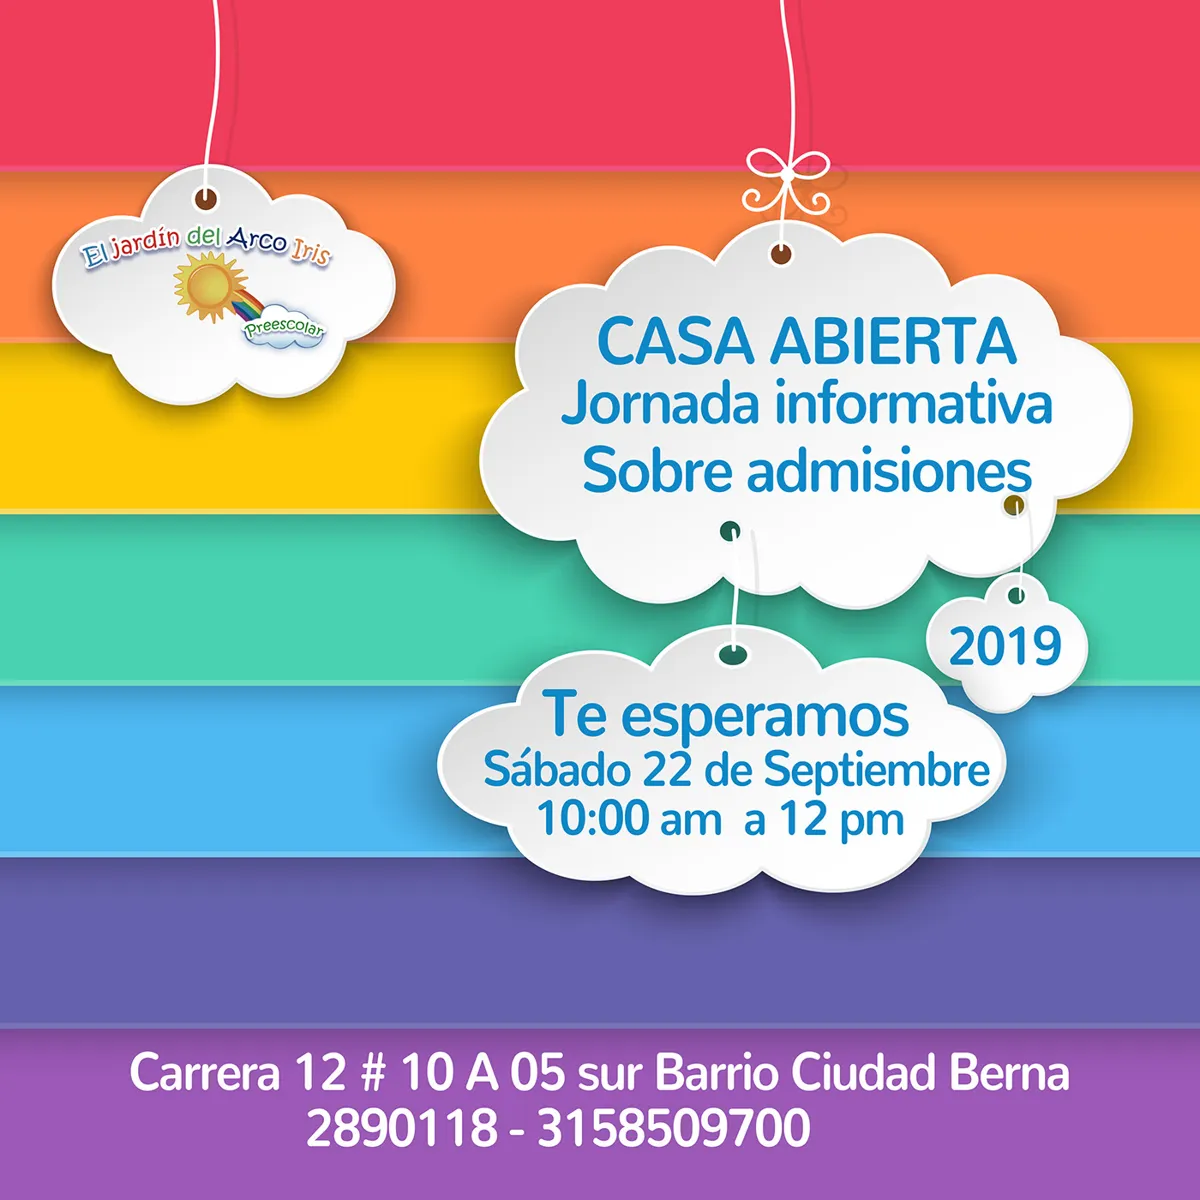 El jardín del Arco Iris
Preescolar
CASA ABIERTA
Jornada informativa
Sobre admisiones
2019
Te esperamos
Sábado 22 de Septiembre
10:00 am a 12 pm
Carrera 12 # 10 A 05 sur Barrio Ciudad Berna
2890118 - 3158509700